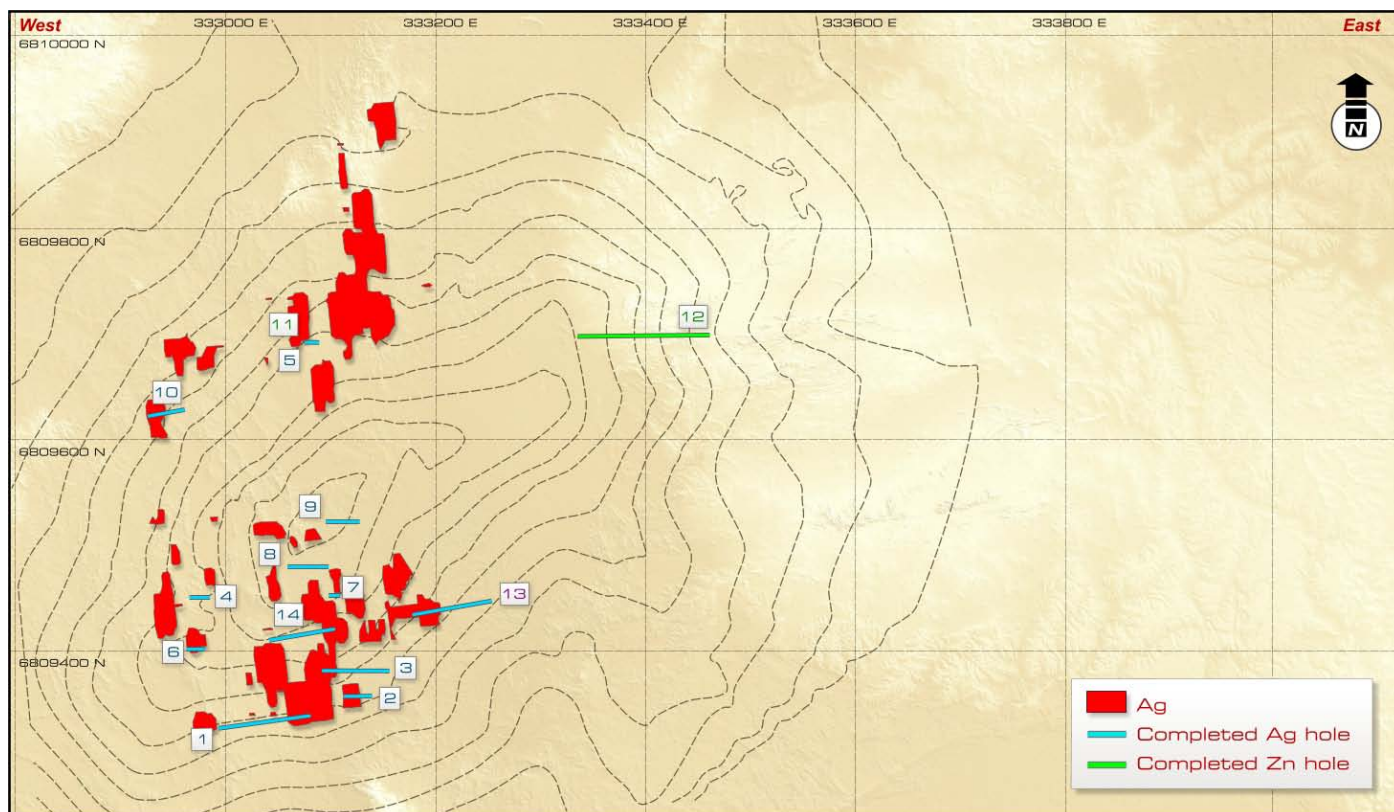 333000 E
333200 E
333400 E
333600 E
333800 E
West
East
6810000 N
N
6809800 N
11
12
5
10
6809600 N
9
8
7
4
13
14
6
6809400 N
3
2
1
Ag
Completed Ag hole
Completed Zn hole